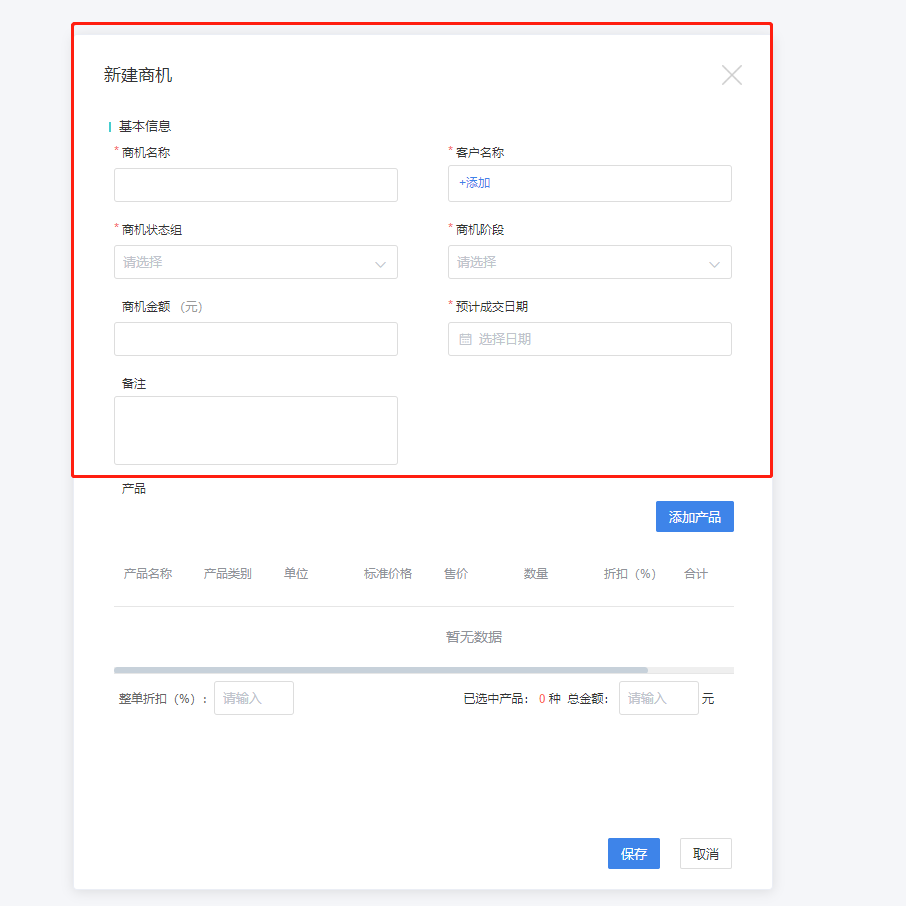 新建商机
基本信息
* 商机名称
* 客户名称
+添加
* 商机状态组
* 商机阶段
请选择
请选择
商机金额 (元)
* 预计成交日期
选择日期
备注
产品
添加产品
产品名称 产品类别 单位 标准价格 售价 数量 折扣（%） 合计
暂无数据
整单折扣（%）: 请输入 已选中产品: 0 种 总金额: 请输入 元
保存 取消